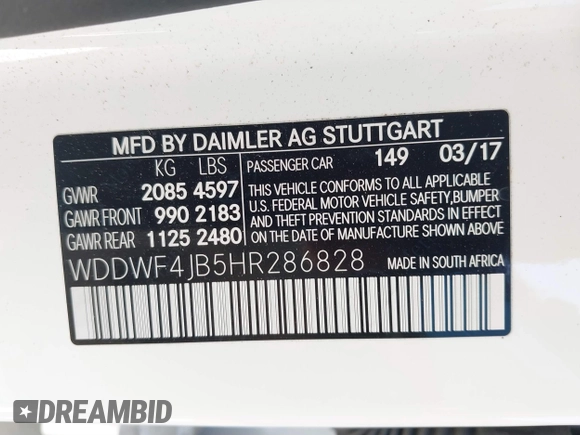 MFD BY DAIMLER AG STUTTGART
KG LBS PASSENGER CAR 149 03/17
GVWR 2085 4597
GAWR FRONT 990 2183
GAWR REAR 1125 2480
THIS VEHICLE CONFORMS TO ALL APPLICABLE
U.S. FEDERAL MOTOR VEHICLE SAFETY,BUMPER
AND THEFT PREVENTION STANDARDS IN EFFECT
ON THE DATE OF MANUFACTURE SHOWN ABOVE.
WDDWF4JB5HR286828 MADE IN SOUTH AFRICA
DREAMBID